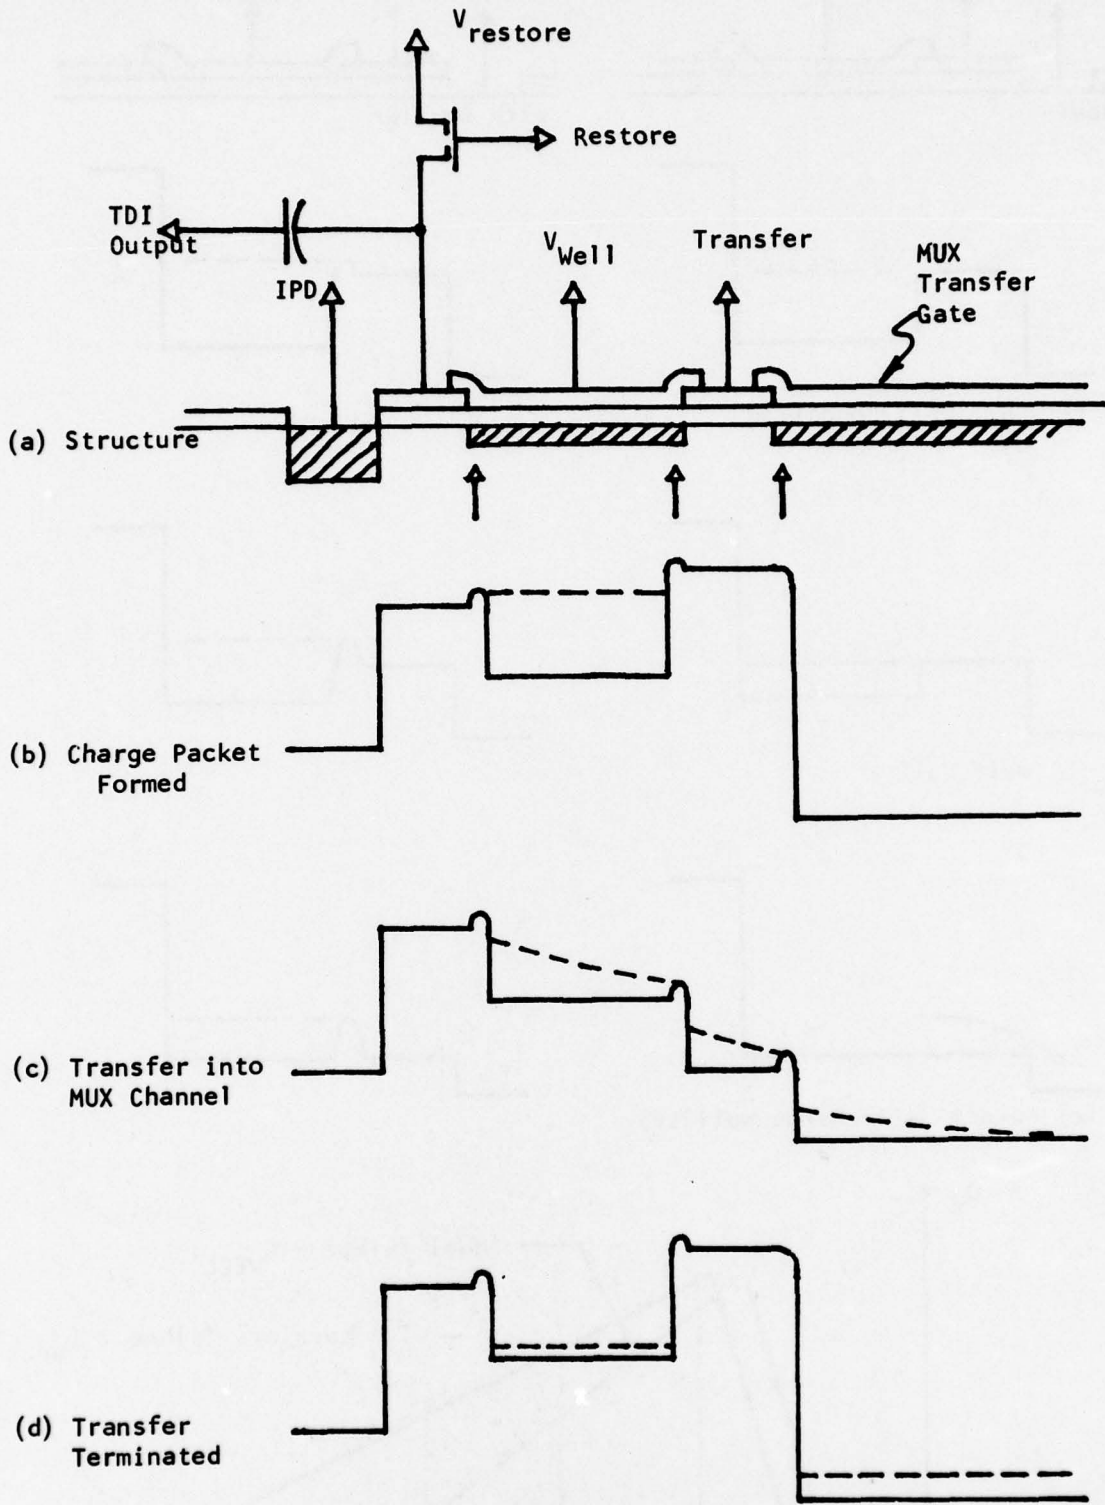 V restore
Restore
TDI
Output
IPD
V Well
Transfer
MUX
Transfer
Gate
(a) Structure
(b) Charge Packet
Formed
(c) Transfer into
MUX Channel
(d) Transfer
Terminated